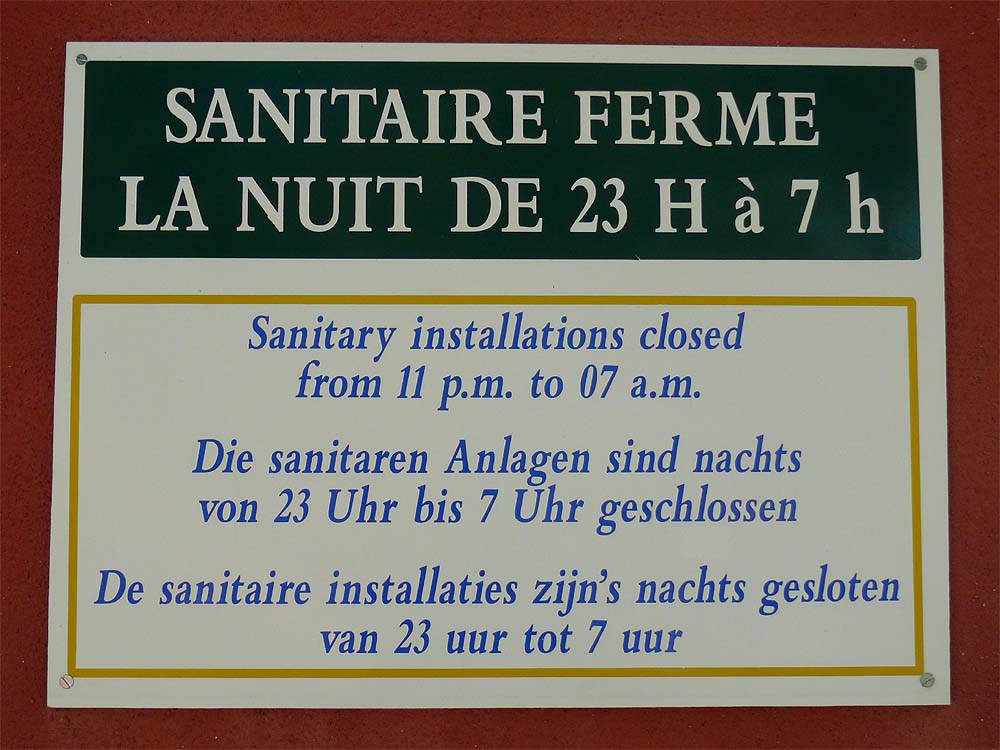 SANITAIRE FERME
LA NUIT DE 23 H à 7 h
Sanitary installations closed
from 11 p.m. to 07 a.m.
Die sanitaren Anlagen sind nachts
von 23 Uhr bis 7 Uhr geschlossen
De sanitaire installaties zijn's nachts gesloten
van 23 uur tot 7 uur